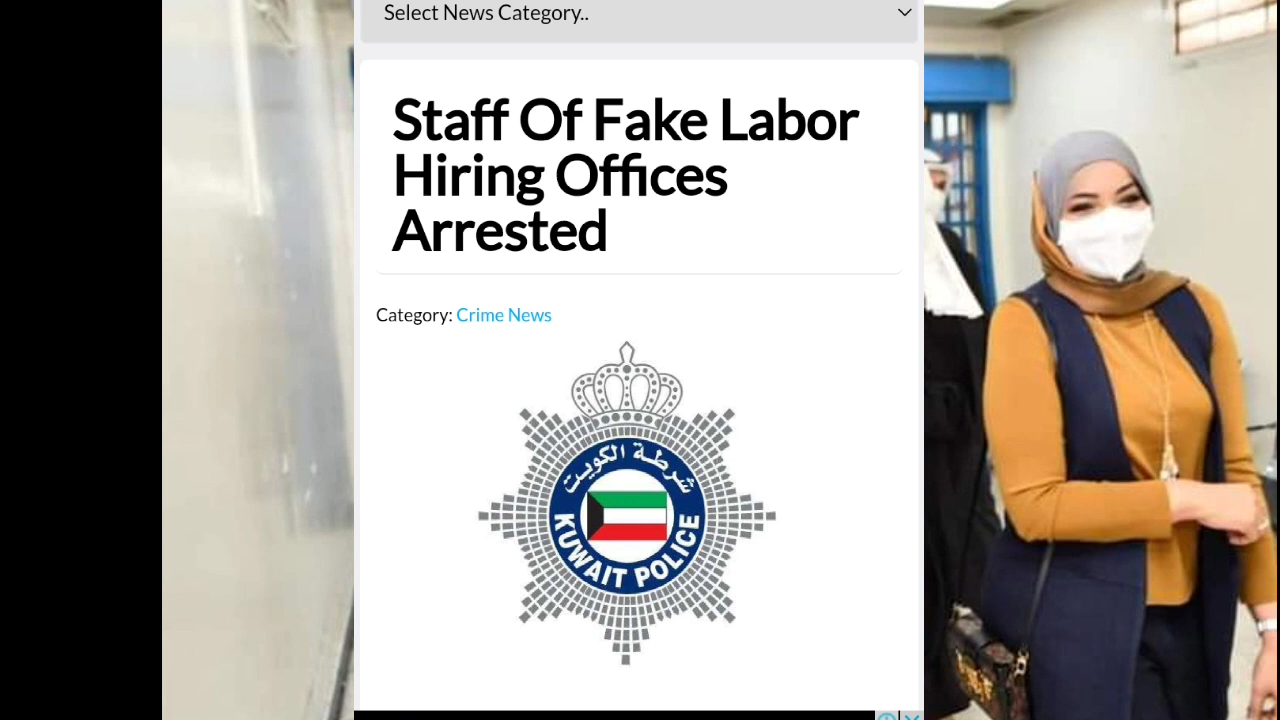 Select News Category..
Staff Of Fake Labor
Hiring Offices
Arrested
Category: Crime News
شرطة الكويت
KUWAIT POLICE